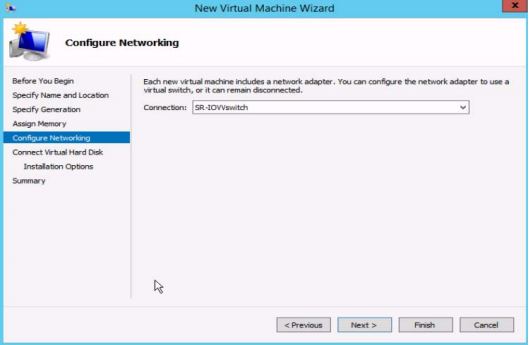 New Virtual Machine Wizard
x
Configure Networking
Before You Begin
Specify Name and Location
Specify Generation
Assign Memory
Configure Networking
Connect Virtual Hard Disk
Installation Options
Summary
Each new virtual machine includes a network adapter. You can configure the network adapter to use a
virtual switch, or it can remain disconnected.
Connection: SR-IOVVswitch
< Previous Next > Finish Cancel